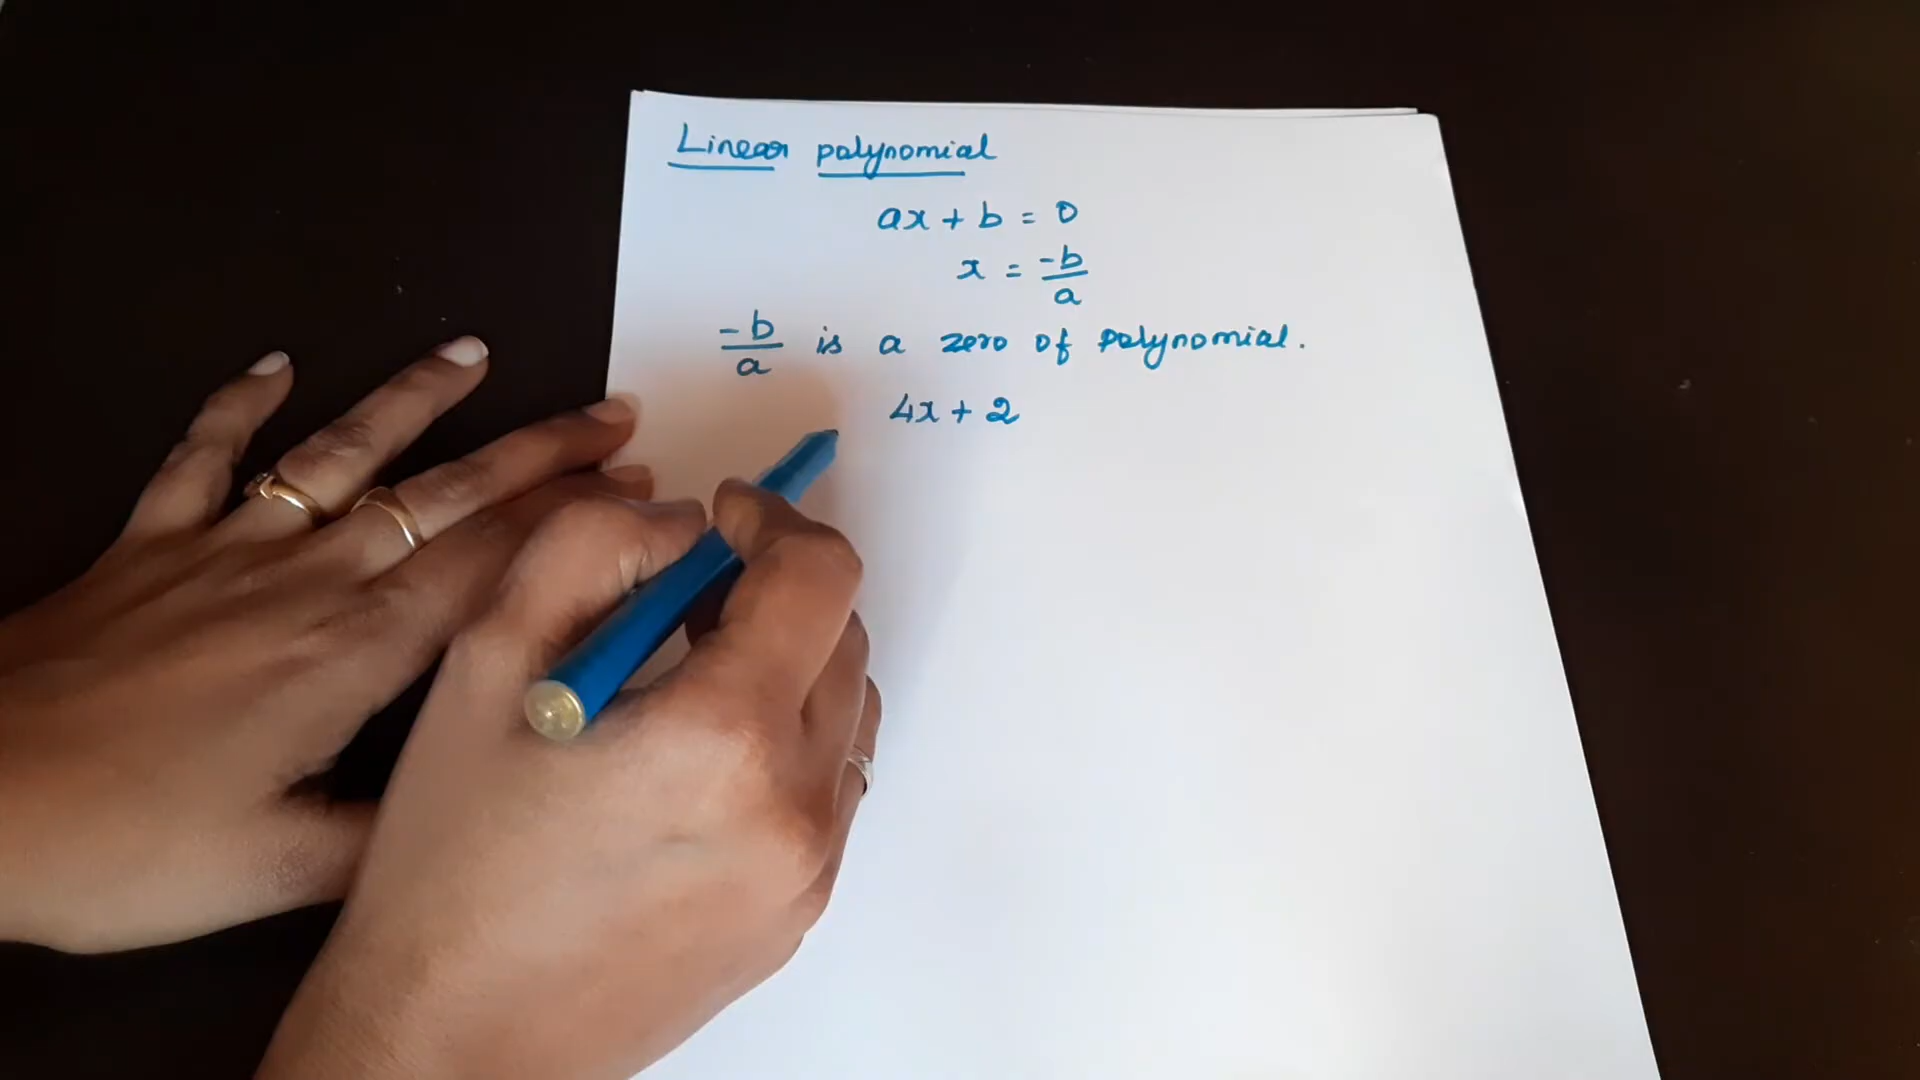 Linear polynomial
ax + b = 0
x = -b/a
-b/a is a zero of polynomial.
4x + 2